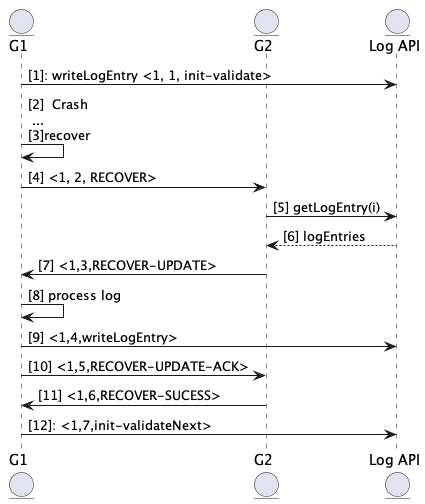 G1 G2 Log API
[1]: writeLogEntry <1, 1, init-validate>
[2]  Crash
...
[3]recover
[4] <1, 2, RECOVER>
[5] getLogEntry(i)
[6] logEntries
[7] <1,3,RECOVER-UPDATE>
[8] process log
[9] <1,4,writeLogEntry>
[10] <1,5,RECOVER-UPDATE-ACK>
[11] <1,6,RECOVER-SUCESS>
[12]: <1,7,init-validateNext>
G1 G2 Log API